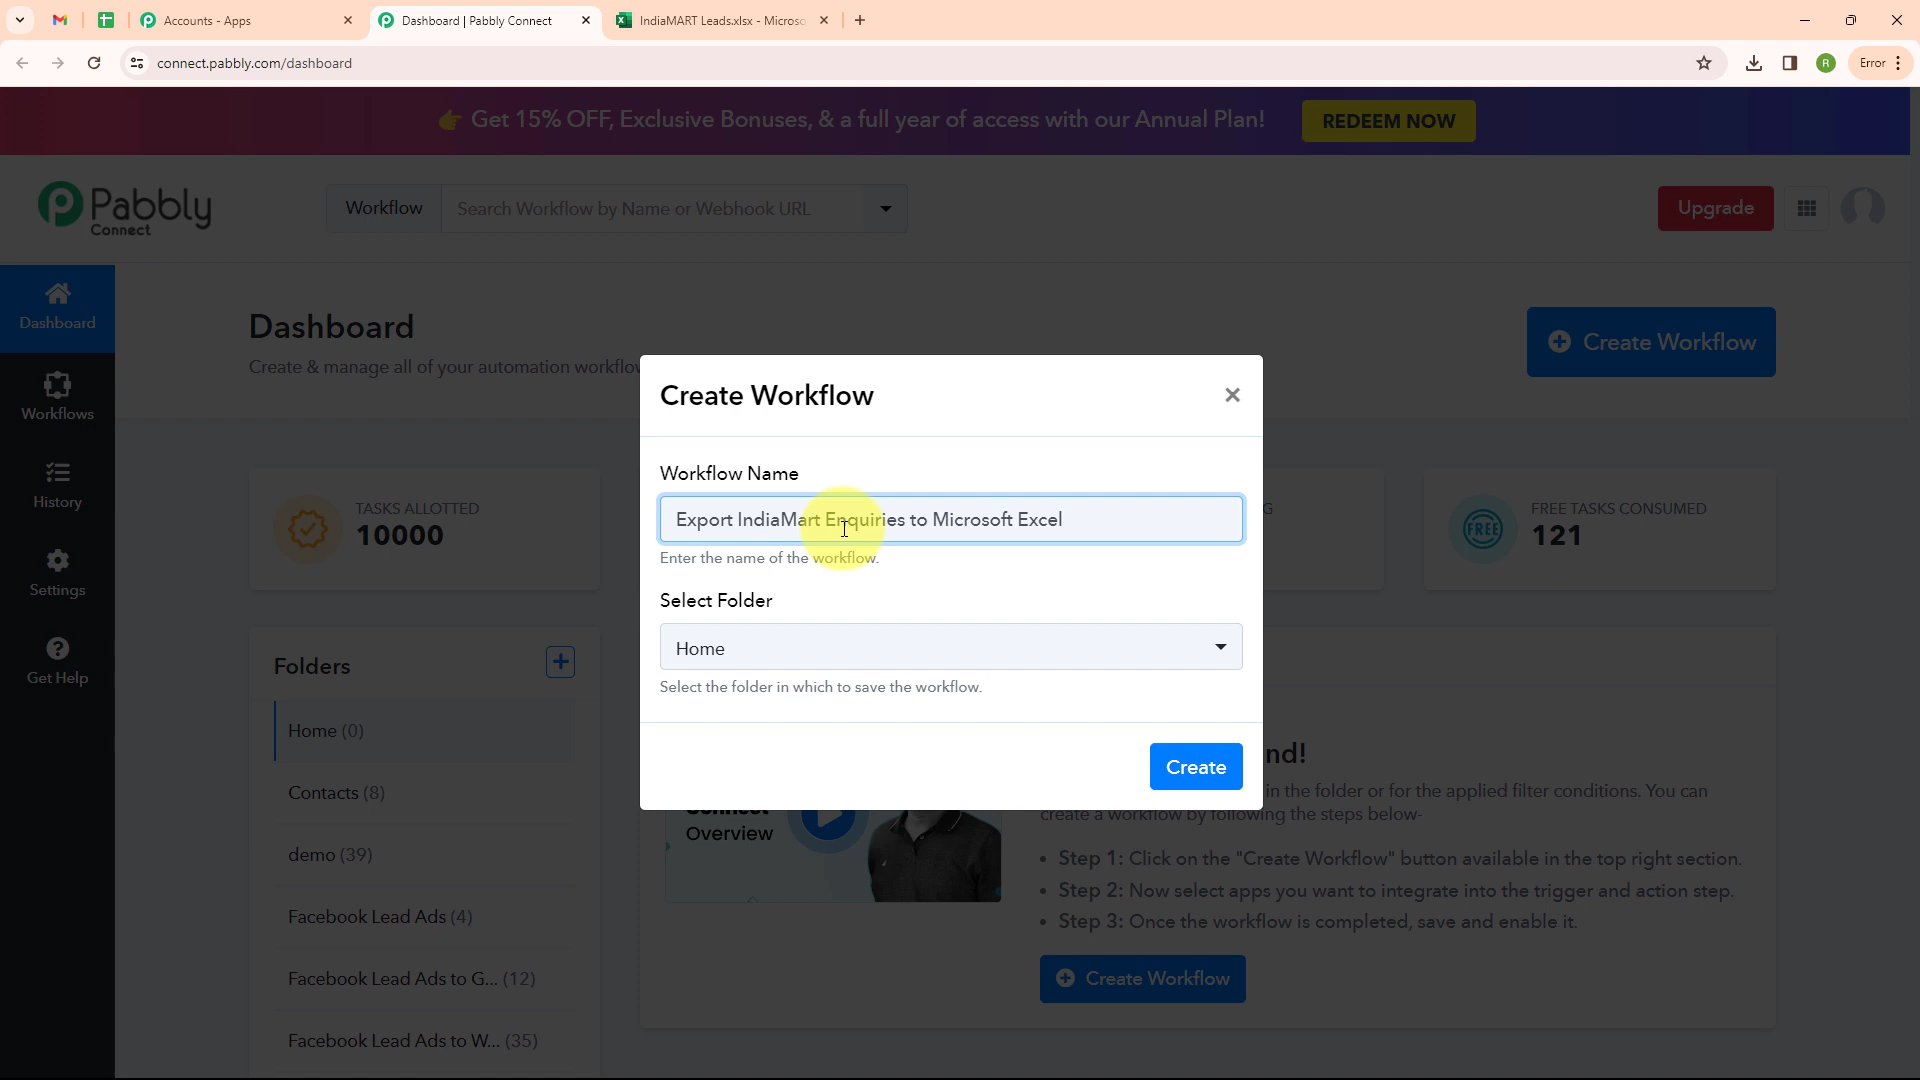 Accounts - Apps
Dashboard | Pabbly Connect
IndiaMART Leads.xlsx - Microso
connect.pabbly.com/dashboard
R
Error
👉 Get 15% OFF, Exclusive Bonuses, & a full year of access with our Annual Plan!
REDEEM NOW
Pabbly
Connect
Workflow
Search Workflow by Name or Webhook URL
Upgrade
Dashboard
Workflows
History
Settings
Get Help
Dashboard
Create & manage all of your automation workflow
Create Workflow
TASKS ALLOTTED
10000
G
FREE
FREE TASKS CONSUMED
121
Create Workflow
×
Workflow Name
Export IndiaMart Enquiries to Microsoft Excel
Enter the name of the workflow.
Select Folder
Home
Select the folder in which to save the workflow.
Create
Folders
Home (0)
Contacts (8)
demo (39)
Facebook Lead Ads (4)
Facebook Lead Ads to G... (12)
Facebook Lead Ads to W... (35)
Connect
Overview
nd!
in the folder or for the applied filter conditions. You can
create a workflow by following the steps below-
• Step 1: Click on the "Create Workflow" button available in the top right section.
• Step 2: Now select apps you want to integrate into the trigger and action step.
• Step 3: Once the workflow is completed, save and enable it.
Create Workflow